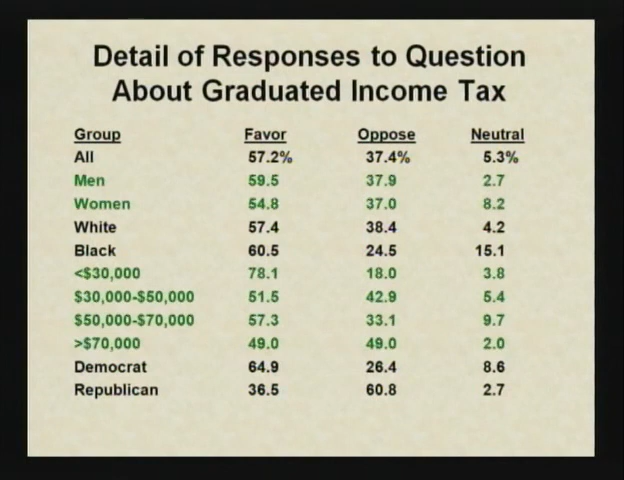 Detail of Responses to Question
About Graduated Income Tax
Group Favor Oppose Neutral
All 57.2% 37.4% 5.3%
Men 59.5 37.9 2.7
Women 54.8 37.0 8.2
White 57.4 38.4 4.2
Black 60.5 24.5 15.1
<$30,000 78.1 18.0 3.8
$30,000-$50,000 51.5 42.9 5.4
$50,000-$70,000 57.3 33.1 9.7
>$70,000 49.0 49.0 2.0
Democrat 64.9 26.4 8.6
Republican 36.5 60.8 2.7